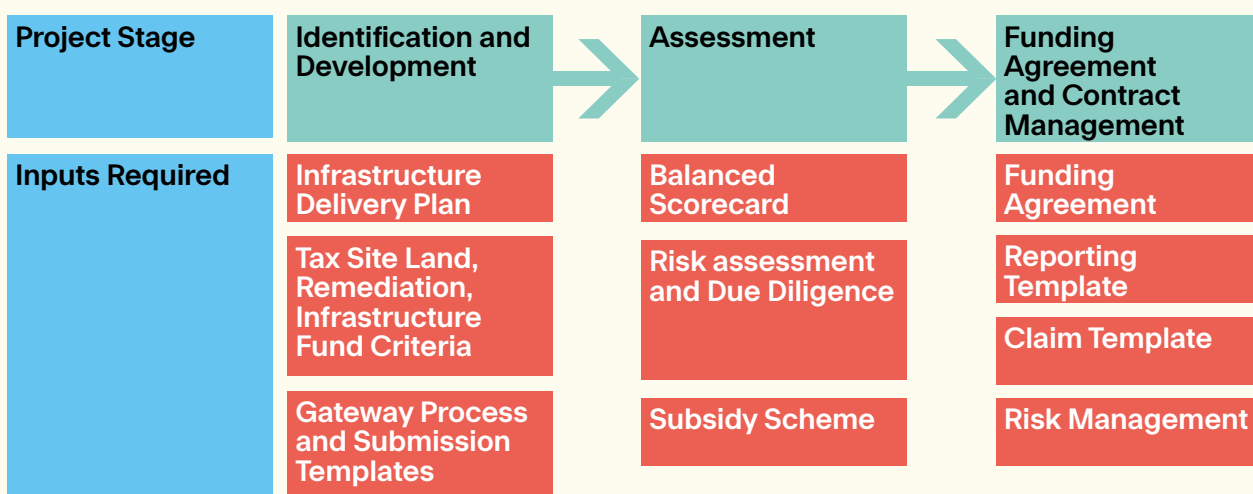 Project Stage
Identification and
Development
Assessment
Funding
Agreement
and Contract
Management
Inputs Required
Infrastructure
Delivery Plan
Balanced
Scorecard
Funding
Agreement
Tax Site Land,
Remediation,
Infrastructure
Fund Criteria
Risk assessment
and Due Diligence
Reporting
Template
Claim Template
Gateway Process
and Submission
Templates
Subsidy Scheme
Risk Management